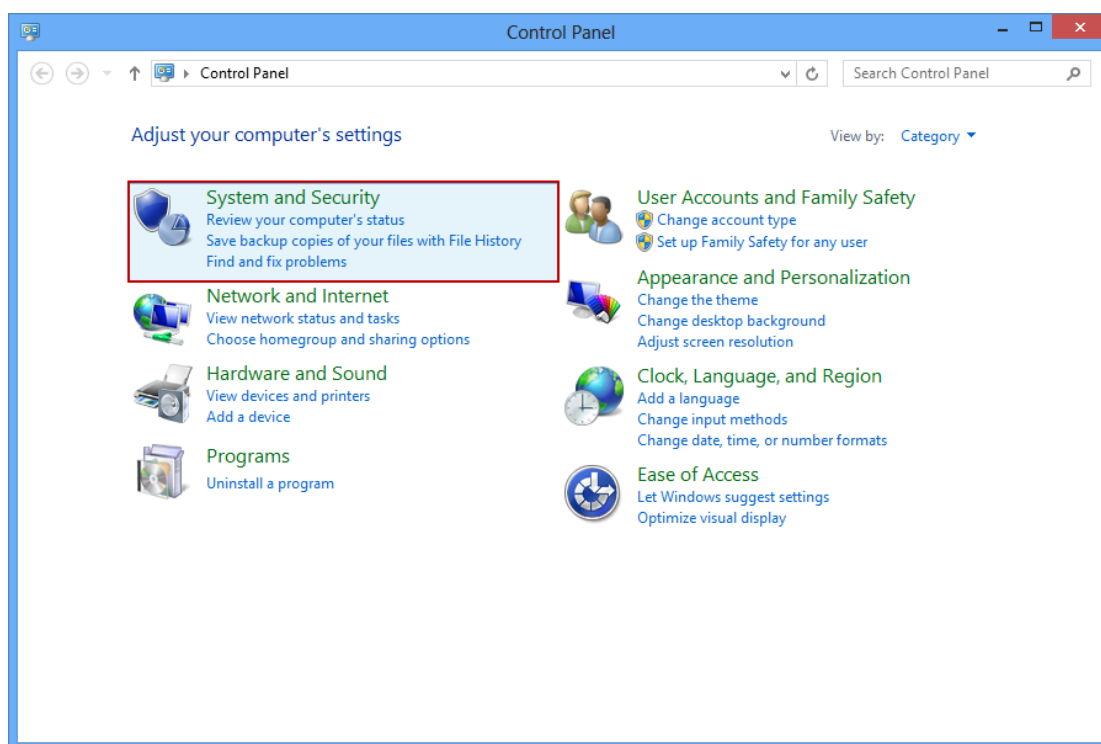 Control Panel
Control Panel
Search Control Panel
Adjust your computer's settings
View by: Category
System and Security
Review your computer's status
Save backup copies of your files with File History
Find and fix problems
Network and Internet
View network status and tasks
Choose homegroup and sharing options
Hardware and Sound
View devices and printers
Add a device
Programs
Uninstall a program
User Accounts and Family Safety
Change account type
Set up Family Safety for any user
Appearance and Personalization
Change the theme
Change desktop background
Adjust screen resolution
Clock, Language, and Region
Add a language
Change input methods
Change date, time, or number formats
Ease of Access
Let Windows suggest settings
Optimize visual display